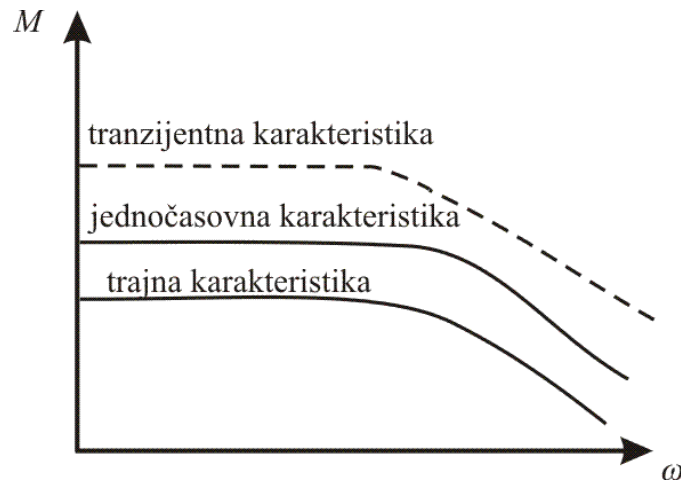 M
tranzijentna karakteristika
jednočasovna karakteristika
trajna karakteristika
ω